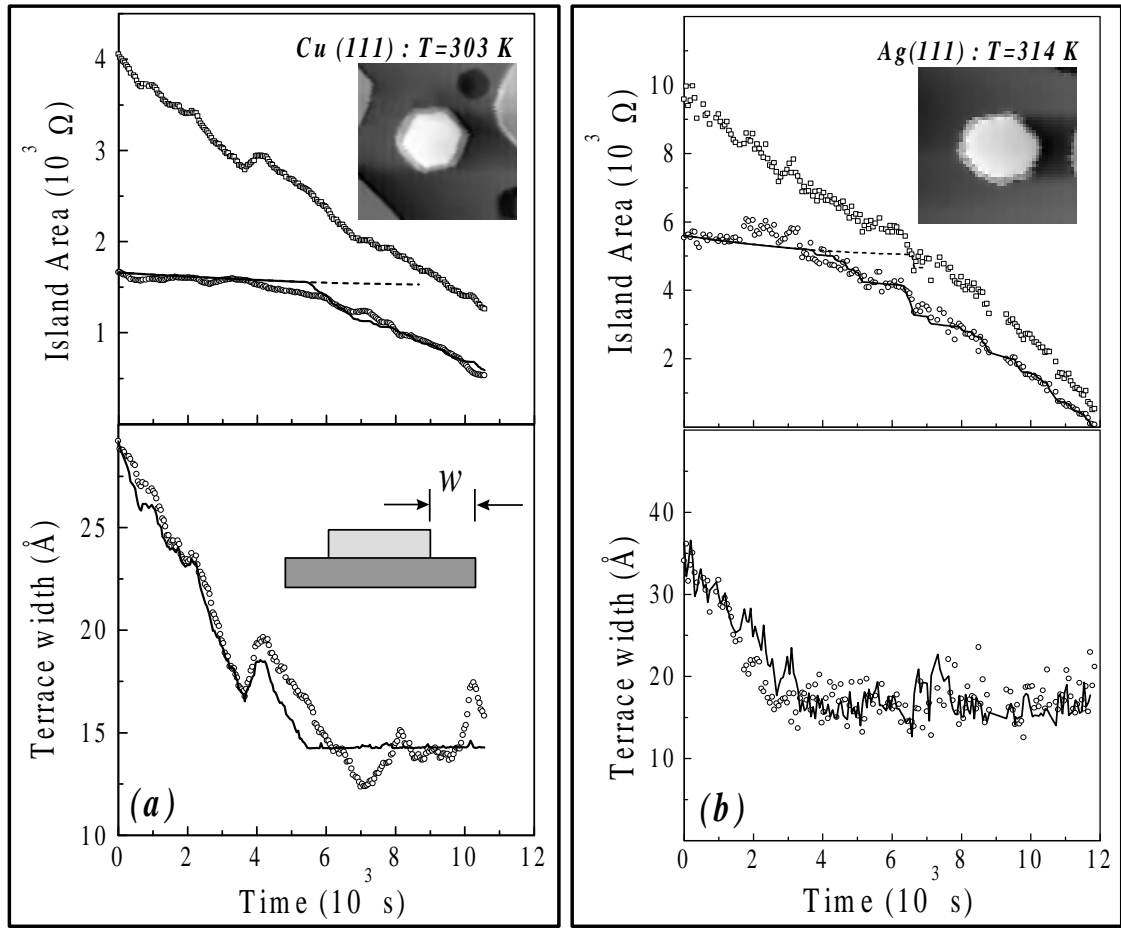 Cu (111) : T=303 K
Island Area (10³ Ω)
4
3
2
1
w
Terrace width (Å)
25
20
15
10
(a)
0 2 4 6 8 10 12
Time (10³ s)
Ag(111) : T=314 K
Island Area (10³ Ω)
10
8
6
4
2
Terrace width (Å)
40
30
20
10
(b)
0 2 4 6 8 10 12
Time (10³ s)